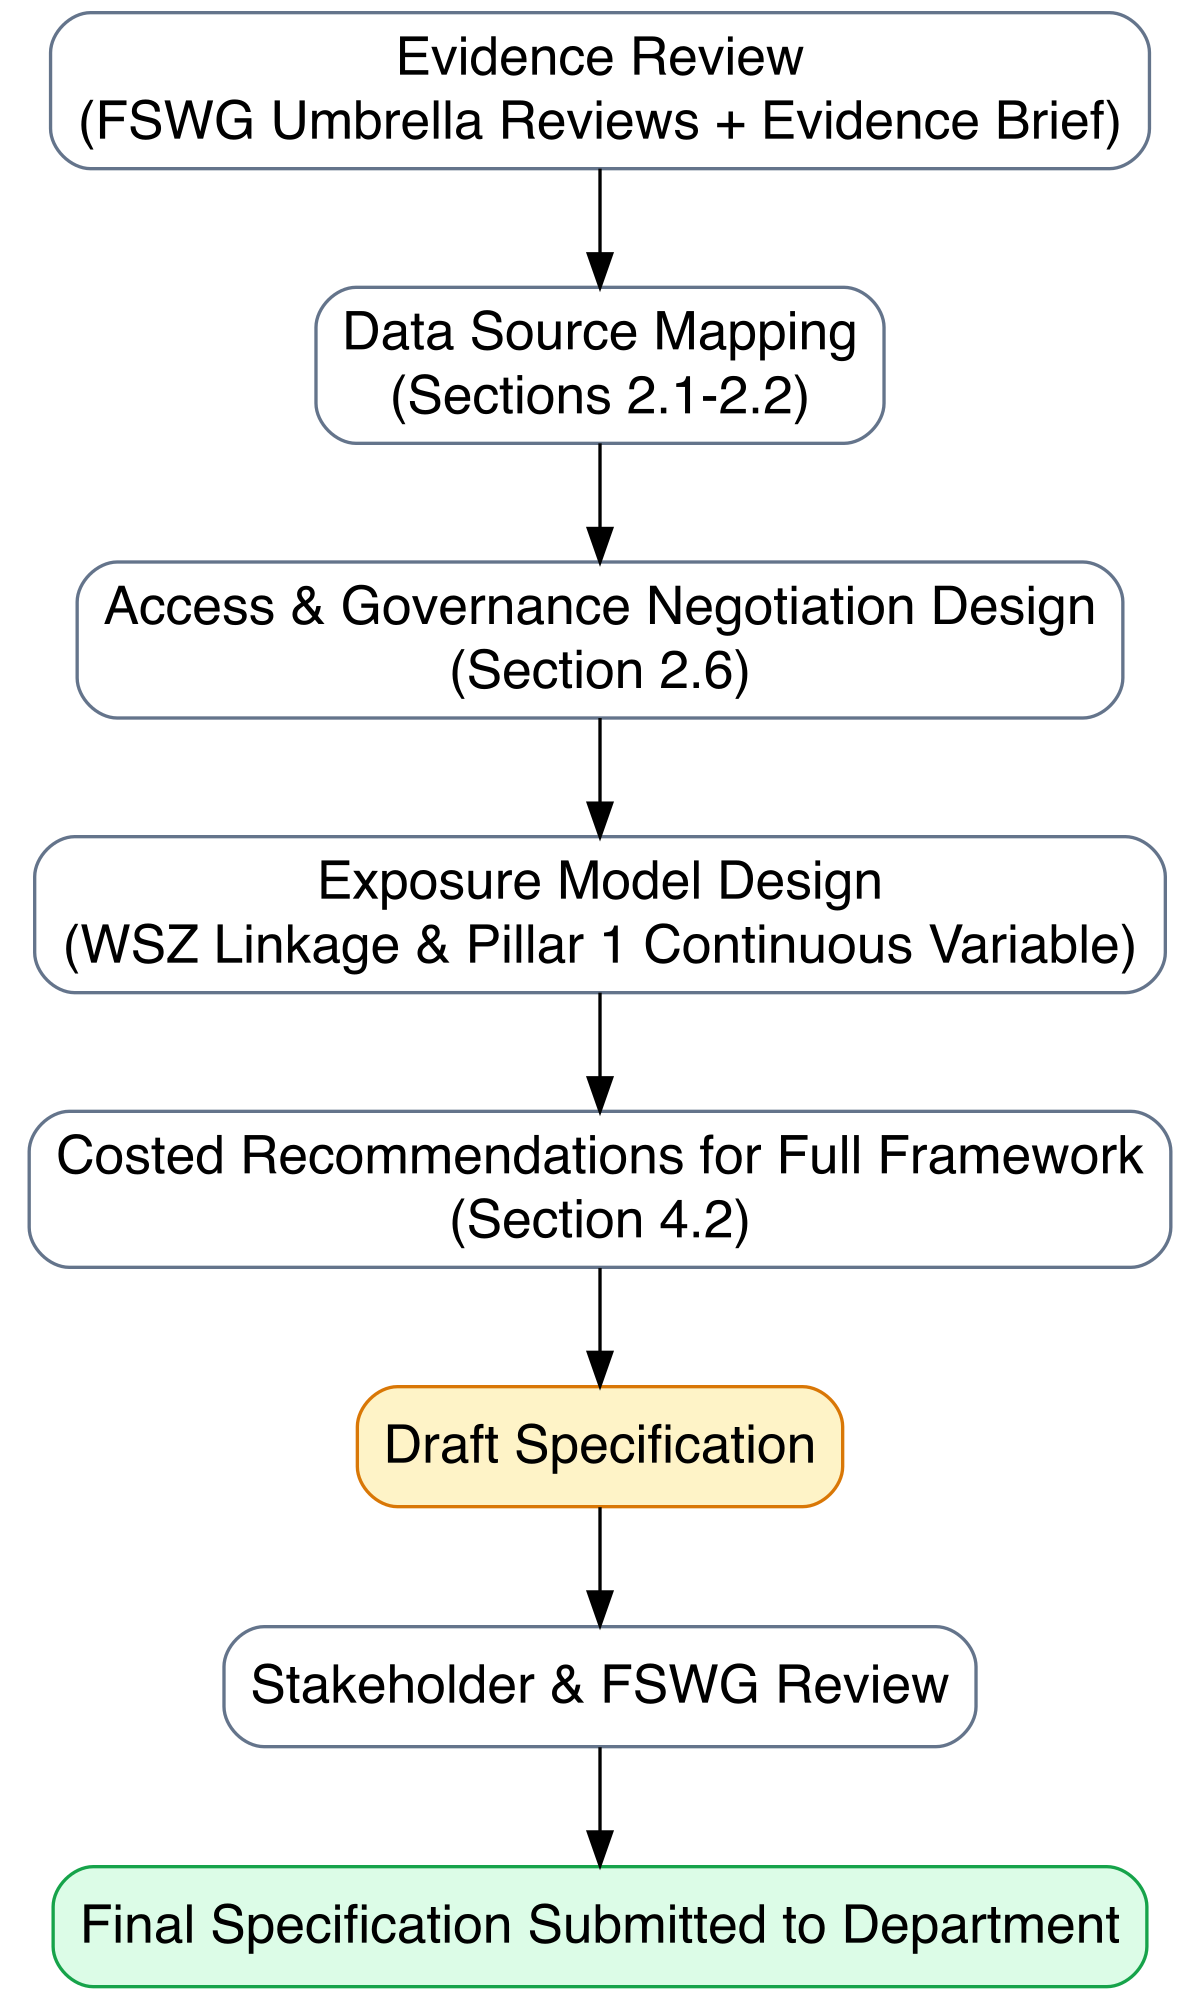 Evidence Review
(FSWG Umbrella Reviews + Evidence Brief)
Data Source Mapping
(Sections 2.1-2.2)
Access & Governance Negotiation Design
(Section 2.6)
Exposure Model Design
(WSZ Linkage & Pillar 1 Continuous Variable)
Costed Recommendations for Full Framework
(Section 4.2)
Draft Specification
Stakeholder & FSWG Review
Final Specification Submitted to Department